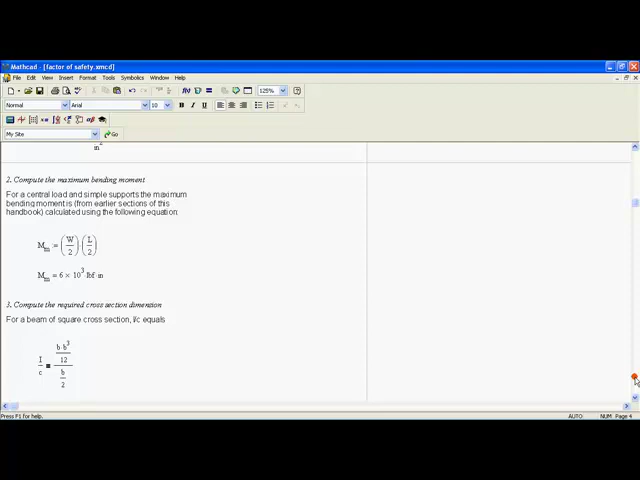 Mathcad - [factor of safety.xmcd]
File Edit View Insert Format Tools Symbolics Window Help
125%
Normal Arial 10 B I U
My Site Go
in²
2. Compute the maximum bending moment
For a central load and simple supports the maximum
bending moment is (from earlier sections of this
handbook) calculated using the following equation:
M_m := (W/2)·(L/2)
M_m = 6 × 10³ lbf·in
3. Compute the required cross section dimension
For a beam of square cross section, I/c equals
I/c = (b·b³/12)/(b/2)
Press F1 for help. AUTO NUM Page 4